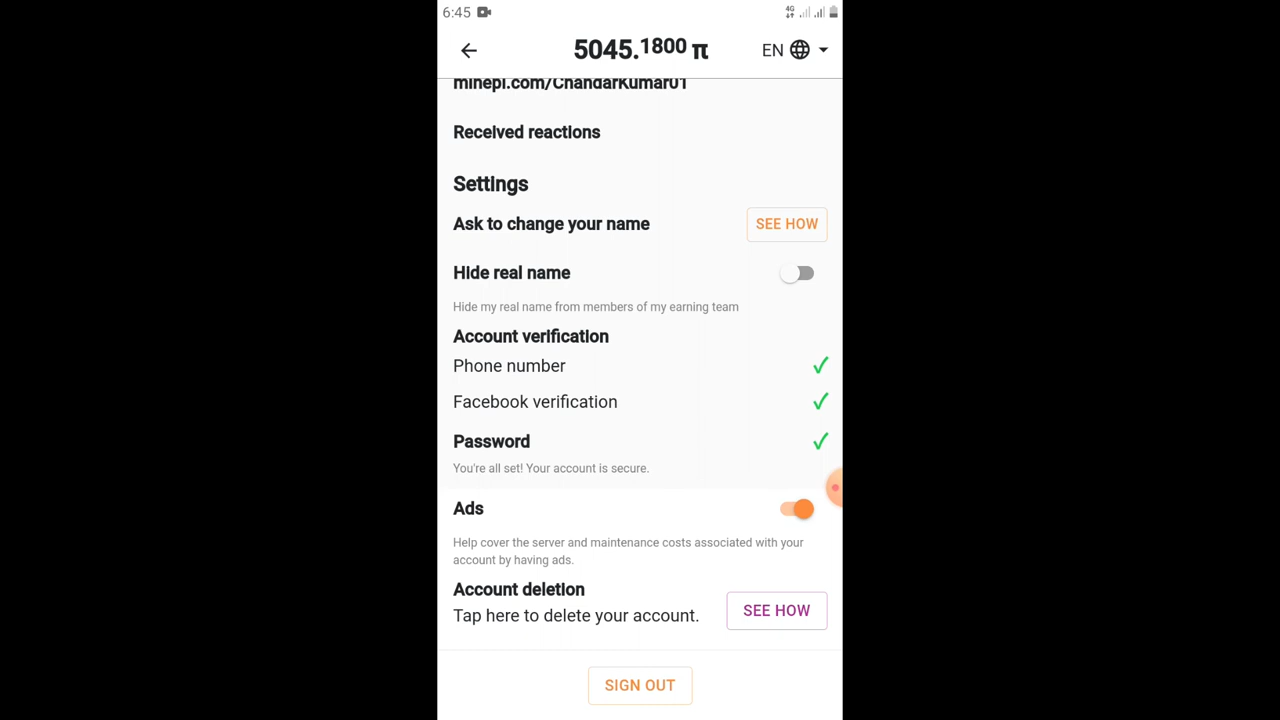 6:45 4G
5045.1800 π EN
minepi.com/ChandarKumar01
Received reactions
Settings
Ask to change your name SEE HOW
Hide real name
Hide my real name from members of my earning team
Account verification
Phone number
Facebook verification
Password
You're all set! Your account is secure.
Ads
Help cover the server and maintenance costs associated with your
account by having ads.
Account deletion
Tap here to delete your account. SEE HOW
SIGN OUT